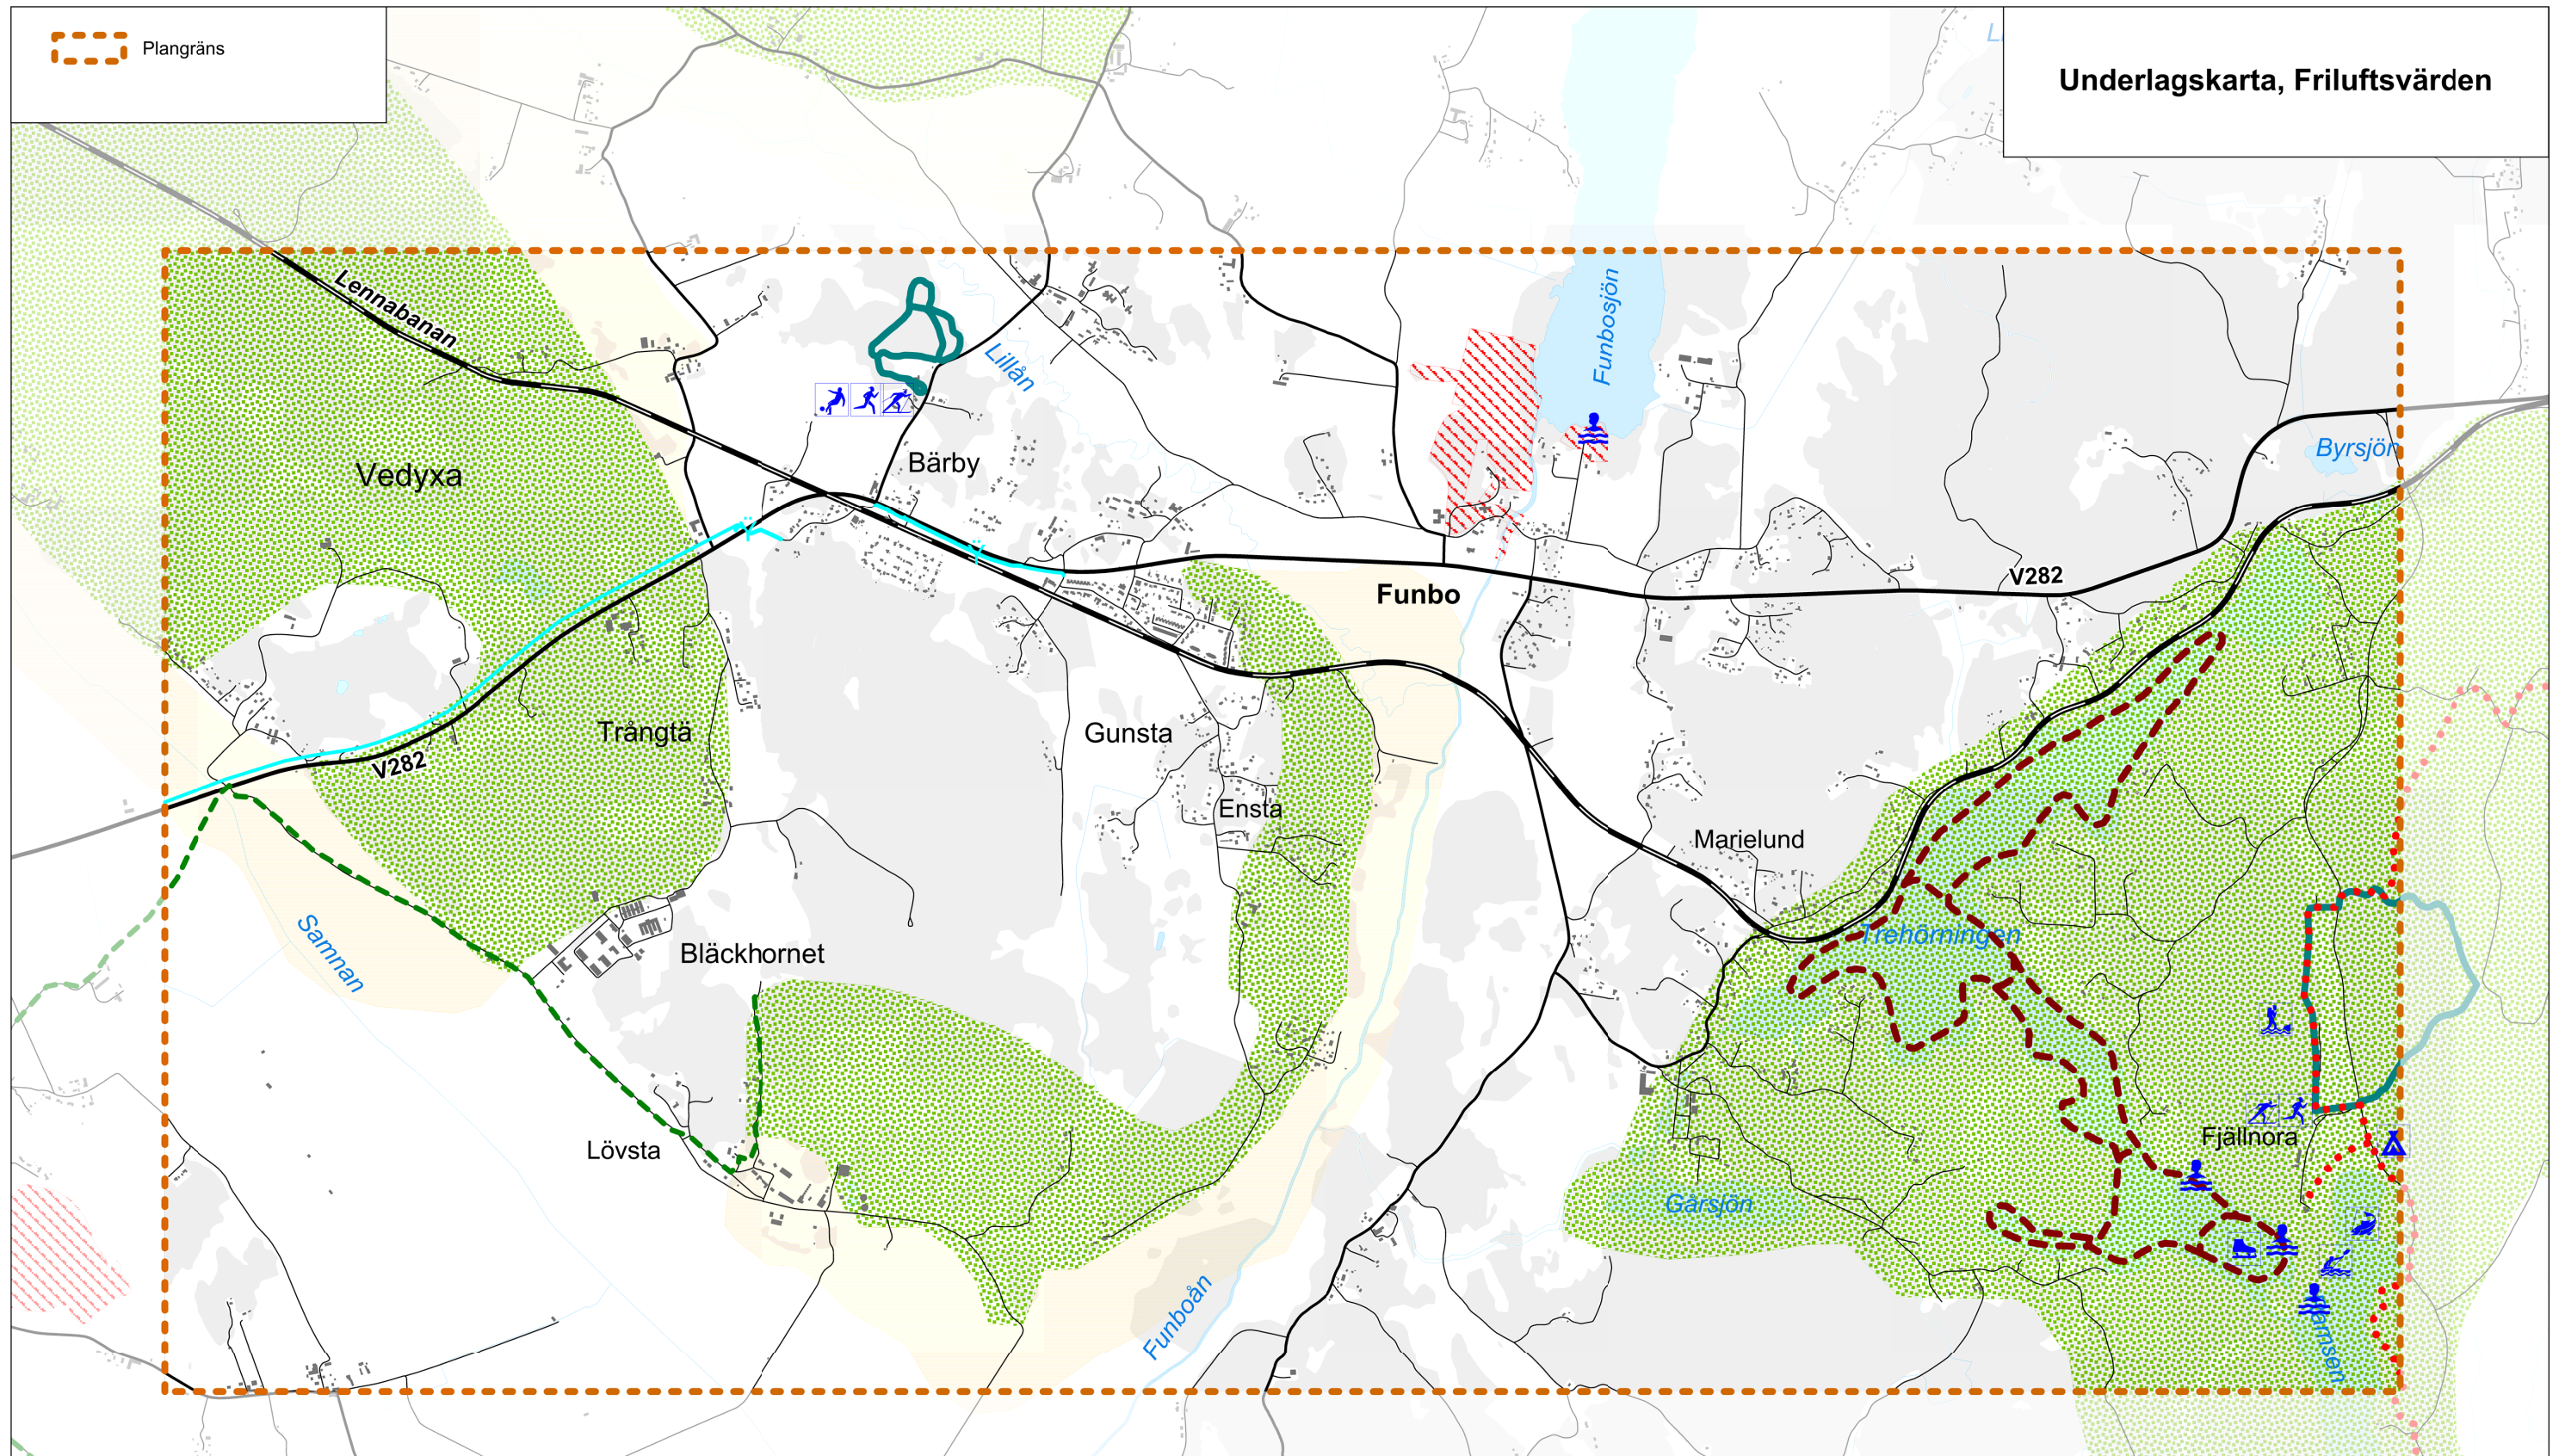 Plangräns
Underlagskarta, Friluftsvärden
Lennabanan
Funbosjön
Lillån
Byrsjön
Bärby
Vedyxa
V282
Funbo
Trångtä
Gunsta
V282
Ensta
Marielund
Trehörningen
Samnan
Bläckhornet
Fjällnora
Lövsta
Gårsjön
Funboån